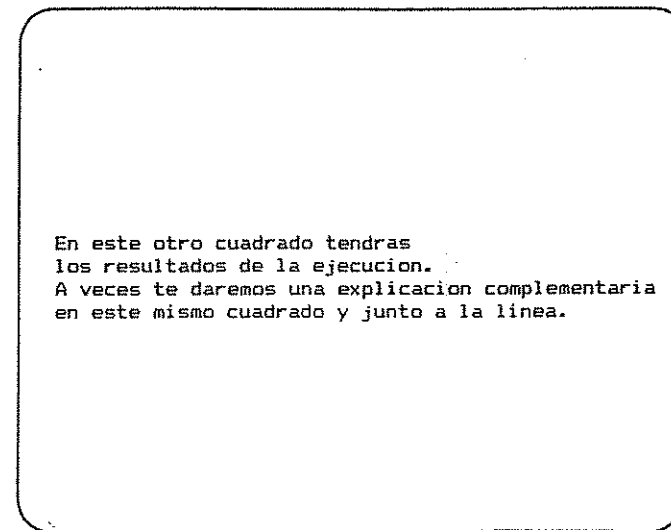 En este otro cuadrado tendras
los resultados de la ejecucion.
A veces te daremos una explicacion complementaria
en este mismo cuadrado y junto a la linea.